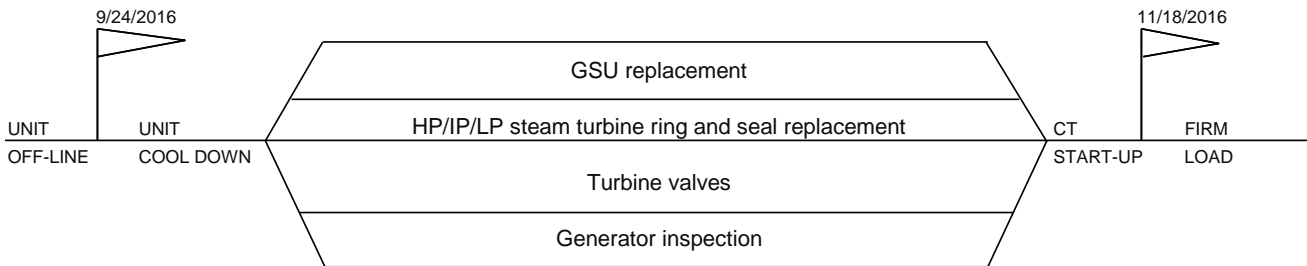 9/24/2016
11/18/2016
GSU replacement
HP/IP/LP steam turbine ring and seal replacement
UNIT
OFF-LINE
UNIT
COOL DOWN
CT
START-UP
FIRM
LOAD
Turbine valves
Generator inspection